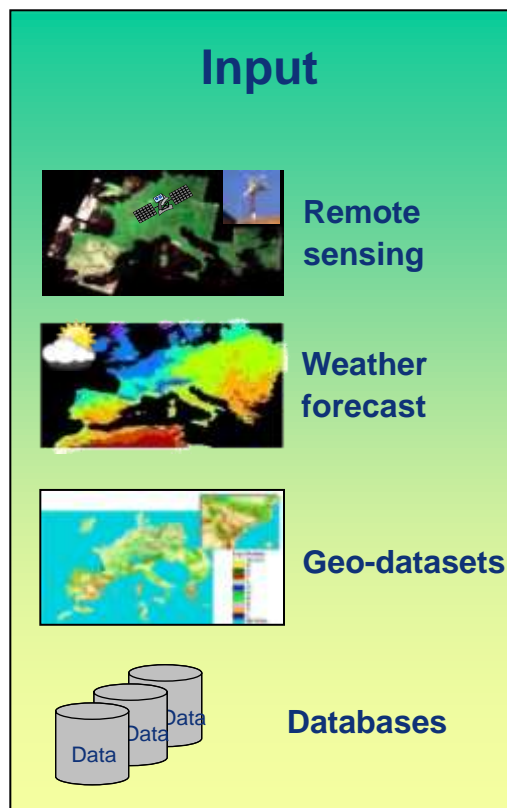 Input
Remote
sensing
Weather
forecast
Geo-datasets
Databases
Data
Data
Data